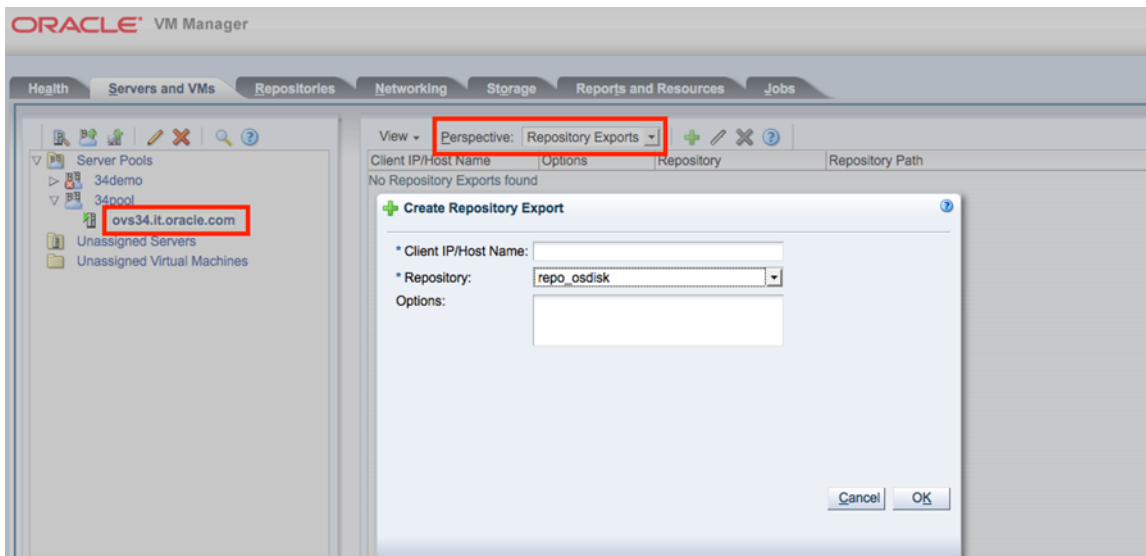 ORACLE VM Manager
Health Servers and VMs Repositories Networking Storage Reports and Resources Jobs
View Perspective: Repository Exports
Server Pools
34demo
34pool
ovs34.it.oracle.com
Unassigned Servers
Unassigned Virtual Machines
Client IP/Host Name Options Repository Repository Path
No Repository Exports found
Create Repository Export
* Client IP/Host Name:
* Repository: repo_osdisk
Options:
Cancel OK